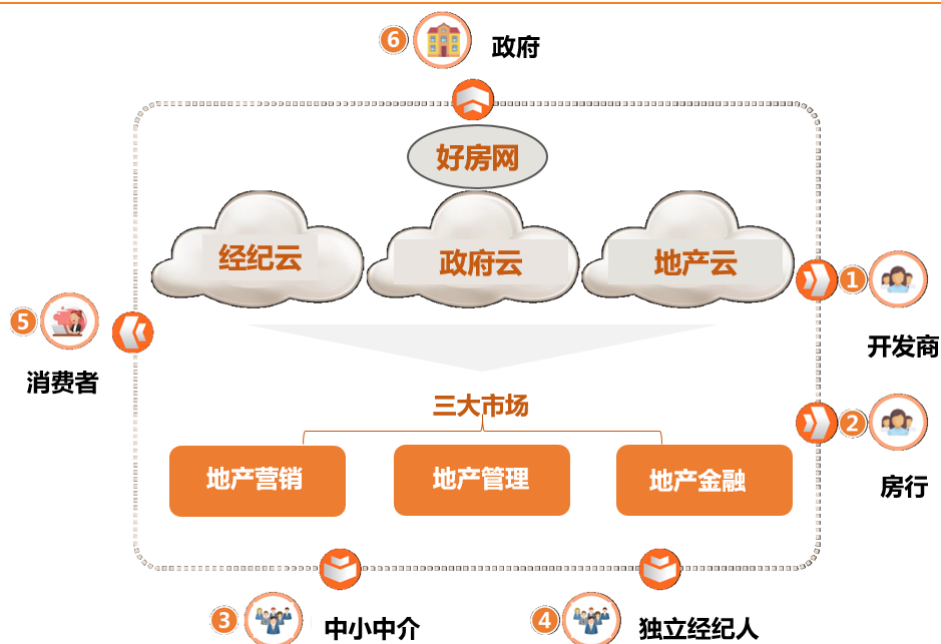 6
政府
好房网
经纪云
政府云
地产云
1
开发商
5
消费者
三大市场
2
房行
地产营销
地产管理
地产金融
3
中小中介
4
独立经纪人